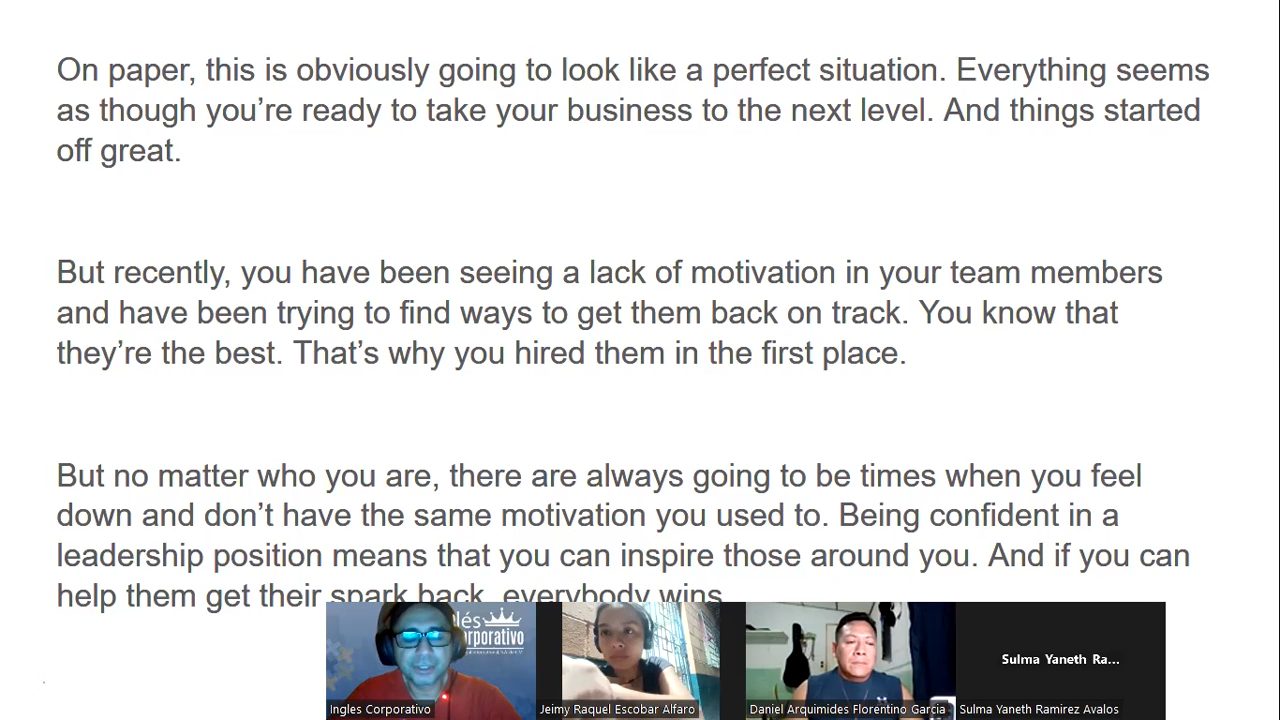 On paper, this is obviously going to look like a perfect situation. Everything seems
as though you’re ready to take your business to the next level. And things started
off great.
But recently, you have been seeing a lack of motivation in your team members
and have been trying to find ways to get them back on track. You know that
they’re the best. That’s why you hired them in the first place.
But no matter who you are, there are always going to be times when you feel
down and don’t have the same motivation you used to. Being confident in a
leadership position means that you can inspire those around you. And if you can
help them get their spark back, everybody wins
lés
orporativo
Sulma Yaneth Ra...
Ingles Corporativo
Jeimy Raquel Escobar Alfaro
Daniel Arquimides Florentino Garcia
Sulma Yaneth Ramirez Avalos